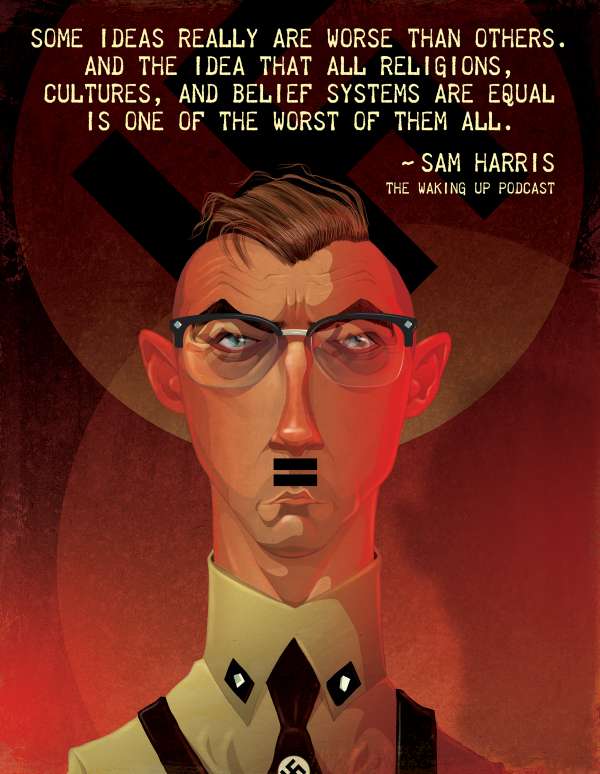 SOME IDEAS REALLY ARE WORSE THAN OTHERS.
AND THE IDEA THAT ALL RELIGIONS,
CULTURES, AND BELIEF SYSTEMS ARE EQUAL
IS ONE OF THE WORST OF THEM ALL.
~ SAM HARRIS
THE WAKING UP PODCAST